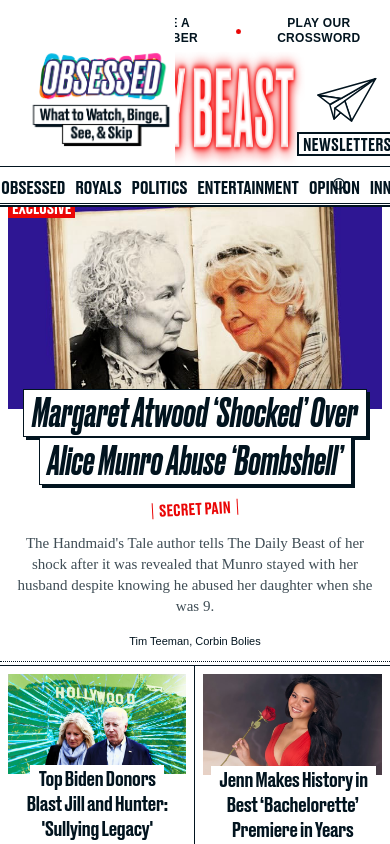 E A
BER
PLAY OUR
CROSSWORD
OBSESSED
What to Watch, Binge,
See, & Skip
Y BEAST
NEWSLETTERS
OBSESSED ROYALS POLITICS ENTERTAINMENT OPINION INN
EXCLUSIVE
Margaret Atwood ‘Shocked’ Over
Alice Munro Abuse ‘Bombshell’
SECRET PAIN
The Handmaid's Tale author tells The Daily Beast of her
shock after it was revealed that Munro stayed with her
husband despite knowing he abused her daughter when she
was 9.
Tim Teeman, Corbin Bolies
HOLLYWOOD
Top Biden Donors
Blast Jill and Hunter:
'Sullying Legacy'
Jenn Makes History in
Best ‘Bachelorette’
Premiere in Years